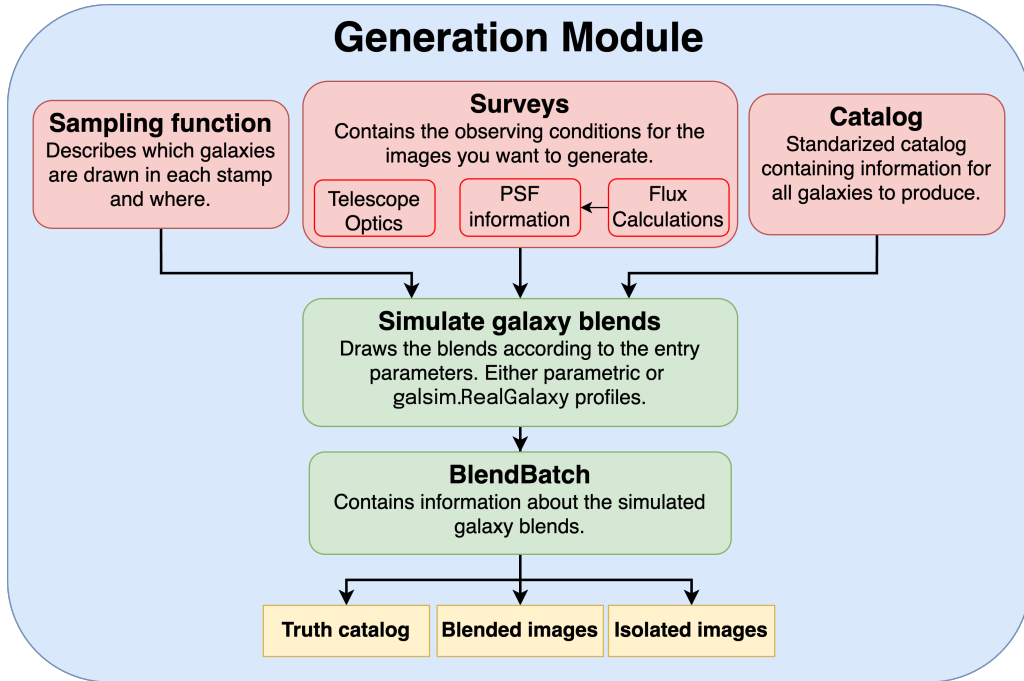 Generation Module
Sampling function
Describes which galaxies
are drawn in each stamp
and where.
Surveys
Contains the observing conditions for the
images you want to generate.
Telescope
Optics
PSF
information
Flux
Calculations
Catalog
Standarized catalog
containing information for
all galaxies to produce.
Simulate galaxy blends
Draws the blends according to the entry
parameters. Either parametric or
galsim.RealGalaxy profiles.
BlendBatch
Contains information about the simulated
galaxy blends.
Truth catalog
Blended images
Isolated images